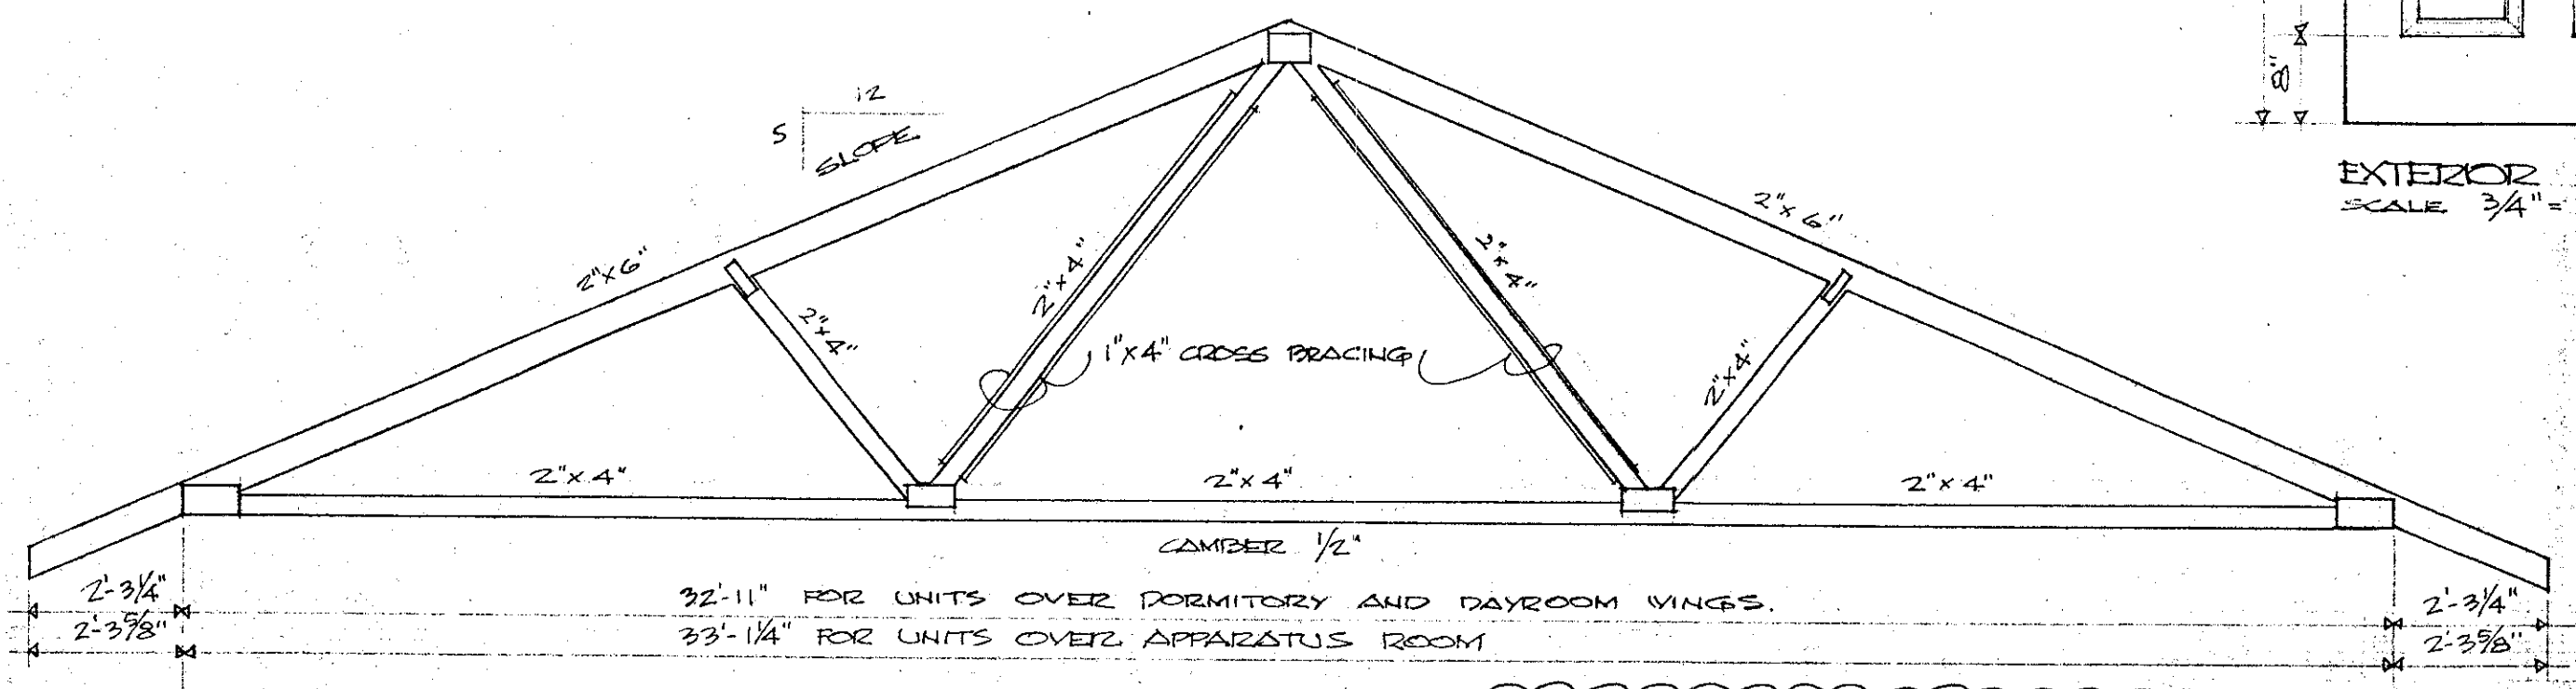 12
5
SLOPE
8"
EXTERIOR
SCALE 3/4"=
2"x6"
2"x6"
2"x4"
2"x4"
2"x4"
2"x4"
1"x4" CROSS BRACING
2"x4"
2"x4"
2"x4"
CAMBER 1/2"
2'-3/4"
32'-11" FOR UNITS OVER DORMITORY AND DAYROOM WINGS.
2'-3/4"
2'-3 5/8"
33'-1 1/4" FOR UNITS OVER APPARATUS ROOM
2'-3 5/8"